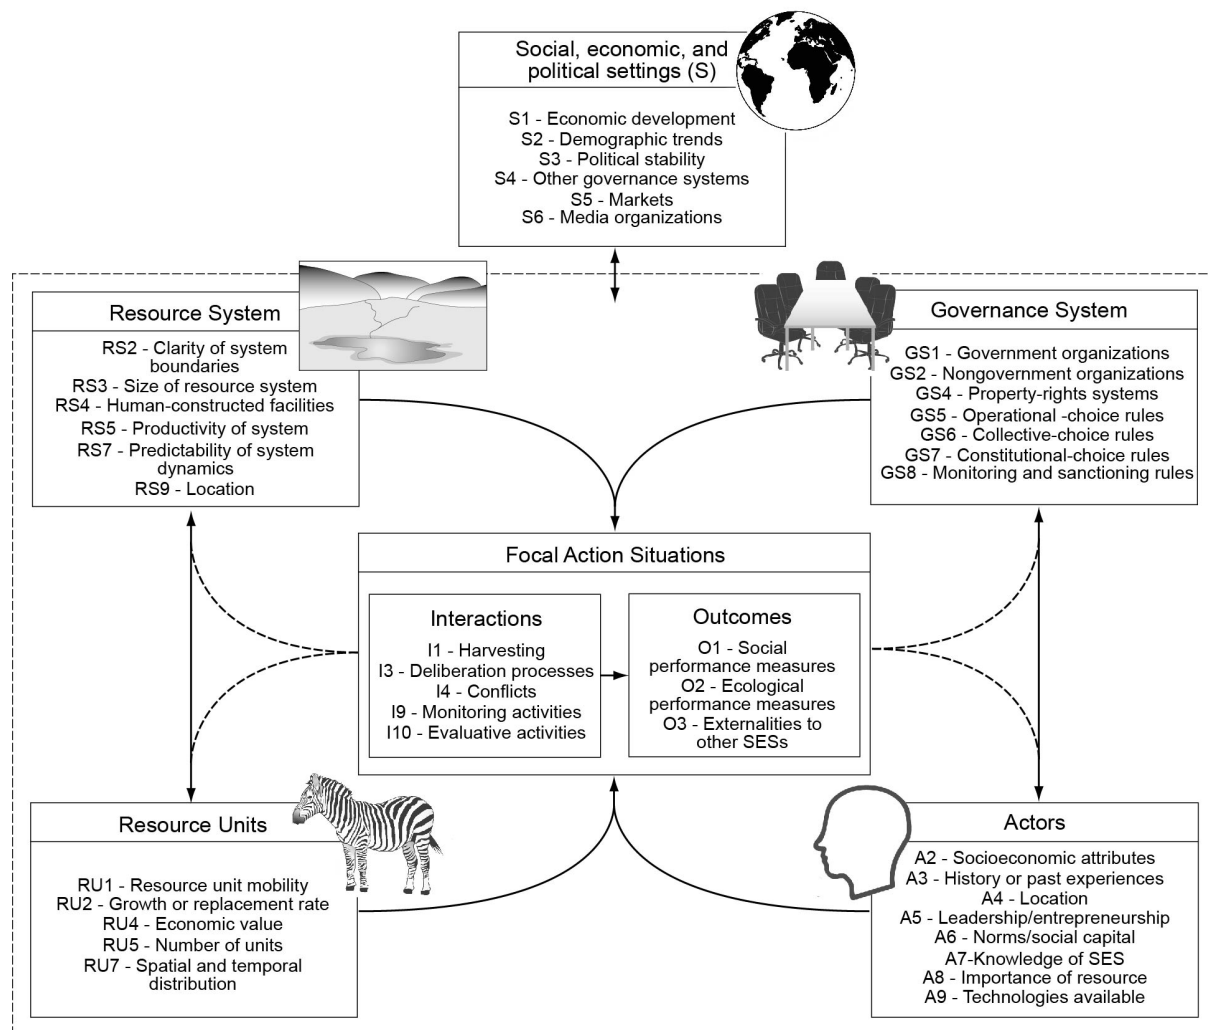 Social, economic, and
political settings (S)
S1 - Economic development
S2 - Demographic trends
S3 - Political stability
S4 - Other governance systems
S5 - Markets
S6 - Media organizations
Resource System
RS2 - Clarity of system
boundaries
RS3 - Size of resource system
RS4 - Human-constructed facilities
RS5 - Productivity of system
RS7 - Predictability of system
dynamics
RS9 - Location
Governance System
GS1 - Government organizations
GS2 - Nongovernment organizations
GS4 - Property-rights systems
GS5 - Operational -choice rules
GS6 - Collective-choice rules
GS7 - Constitutional-choice rules
GS8 - Monitoring and sanctioning rules
Focal Action Situations
Interactions
I1 - Harvesting
I3 - Deliberation processes
I4 - Conflicts
I9 - Monitoring activities
I10 - Evaluative activities
Outcomes
O1 - Social
performance measures
O2 - Ecological
performance measures
O3 - Externalities to
other SESs
Resource Units
RU1 - Resource unit mobility
RU2 - Growth or replacement rate
RU4 - Economic value
RU5 - Number of units
RU7 - Spatial and temporal
distribution
Actors
A2 - Socioeconomic attributes
A3 - History or past experiences
A4 - Location
A5 - Leadership/entrepreneurship
A6 - Norms/social capital
A7-Knowledge of SES
A8 - Importance of resource
A9 - Technologies available